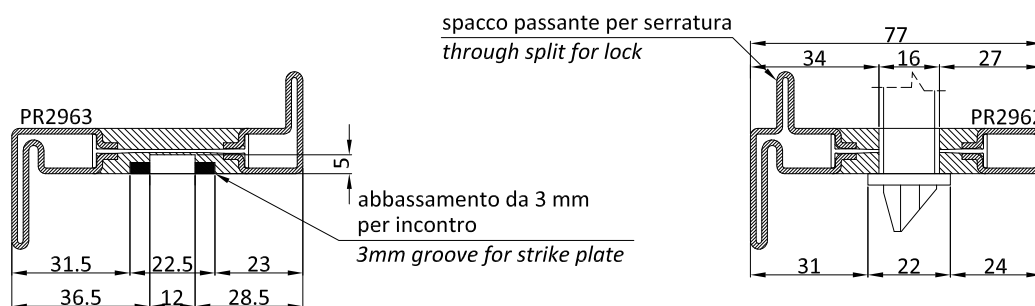 spacco passante per serratura
through split for lock
77
34 16 27
PR2963
PR2962
5
abbassamento da 3 mm
per incontro
3mm groove for strike plate
31.5 22.5 23
36.5 12 28.5
31 22 24